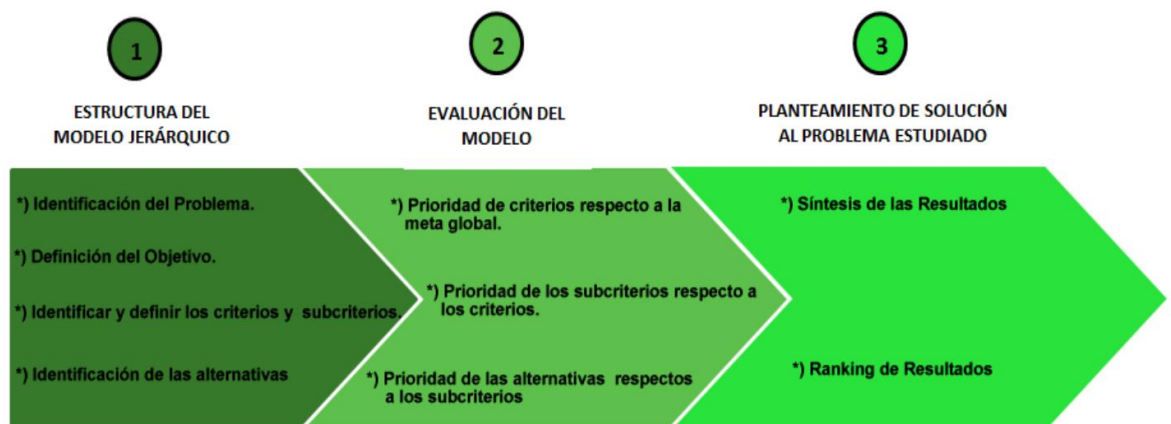 1
ESTRUCTURA DEL
MODELO JERÁRQUICO
*) Identificación del Problema.
*) Definición del Objetivo.
*) Identificar y definir los criterios y subcriterios.
*) Identificación de las alternativas
2
EVALUACIÓN DEL
MODELO
*) Prioridad de criterios respecto a la
meta global.
*) Prioridad de los subcriterios respecto a
los criterios.
*) Prioridad de las alternativas respectos
a los subcriterios
3
PLANTEAMIENTO DE SOLUCIÓN
AL PROBLEMA ESTUDIADO
*) Síntesis de las Resultados
*) Ranking de Resultados